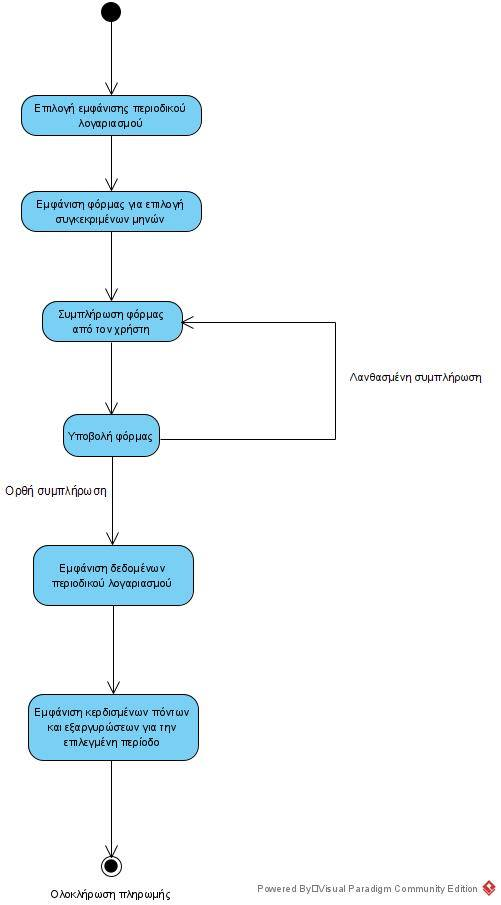 Επιλογή εμφάνισης περιοδικού
λογαριασμού
Εμφάνιση φόρμας για επιλογή
συγκεκριμένων μηνών
Συμπλήρωση φόρμας
από τον χρήστη
Λανθασμένη συμπλήρωση
Υποβολή φόρμας
Ορθή συμπλήρωση
Εμφάνιση δεδομένων
περιοδικού λογαριασμού
Εμφάνιση κερδισμένων πόντων
και εξαργυρώσεων για την
επιλεγμένη περίοδο
Ολοκλήρωση πληρωμής
Powered By Visual Paradigm Community Edition